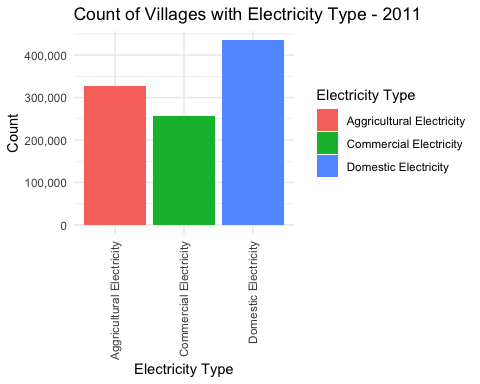 Count of Villages with Electricity Type - 2011
Count
400,000
300,000
200,000
100,000
0
Aggricultural Electricity
Commercial Electricity
Domestic Electricity
Electricity Type
Electricity Type
Aggricultural Electricity
Commercial Electricity
Domestic Electricity